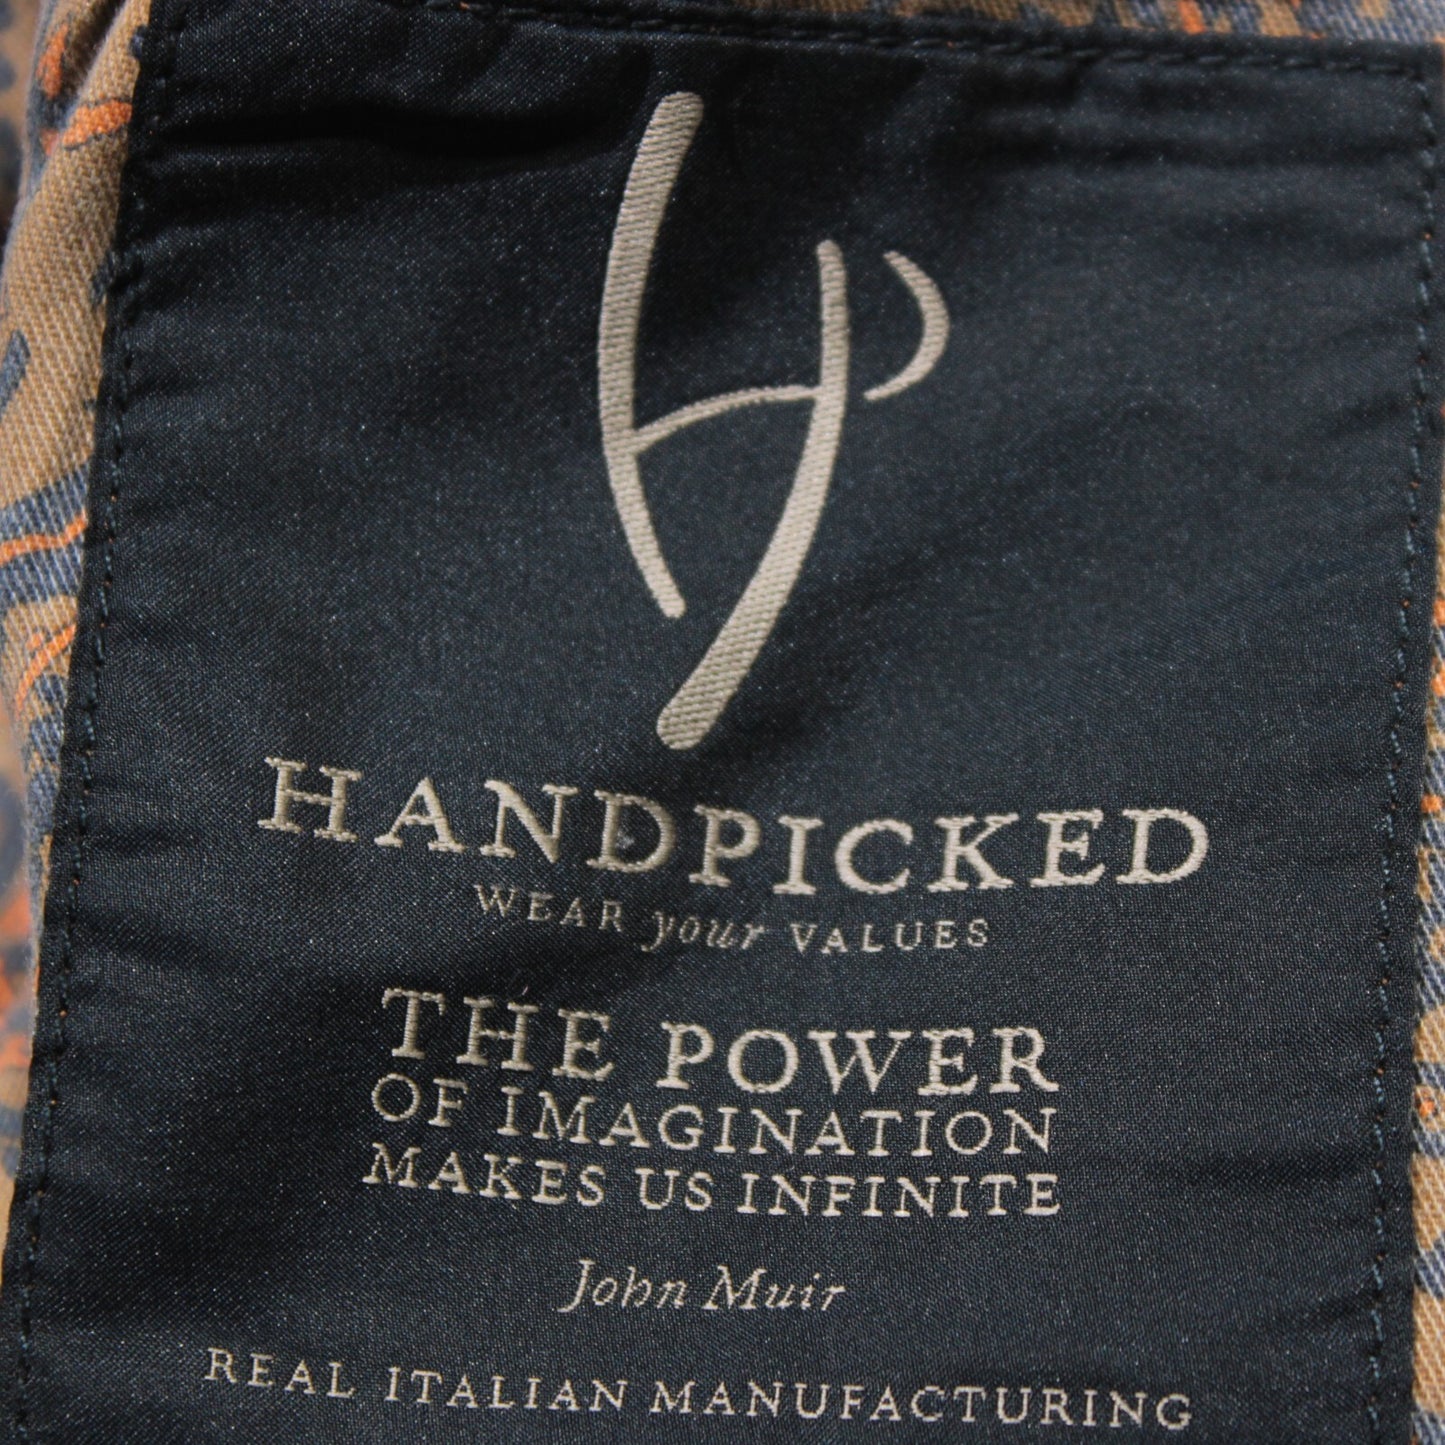 HANDPICKED
WEAR your VALUES
THE POWER
OF IMAGINATION
MAKES US INFINITE
John Muir
REAL ITALIAN MANUFACTURING